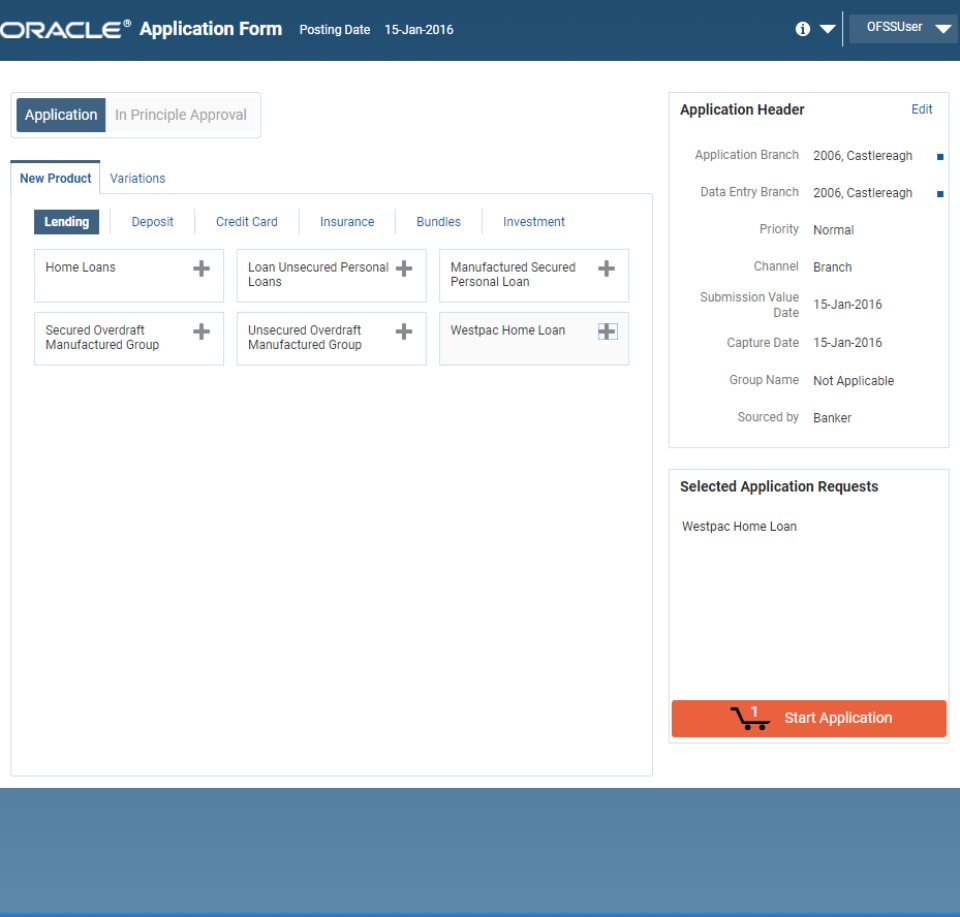 ORACLE® Application Form Posting Date 15-Jan-2016
OFSSUser
Application In Principle Approval
New Product Variations
Lending Deposit Credit Card Insurance Bundles Investment
Home Loans
Loan Unsecured Personal
Loans
Manufactured Secured
Personal Loan
Secured Overdraft
Manufactured Group
Unsecured Overdraft
Manufactured Group
Westpac Home Loan
Application Header Edit
Application Branch 2006, Castlereagh
Data Entry Branch 2006, Castlereagh
Priority Normal
Channel Branch
Submission Value
Date 15-Jan-2016
Capture Date 15-Jan-2016
Group Name Not Applicable
Sourced by Banker
Selected Application Requests
Westpac Home Loan
1 Start Application